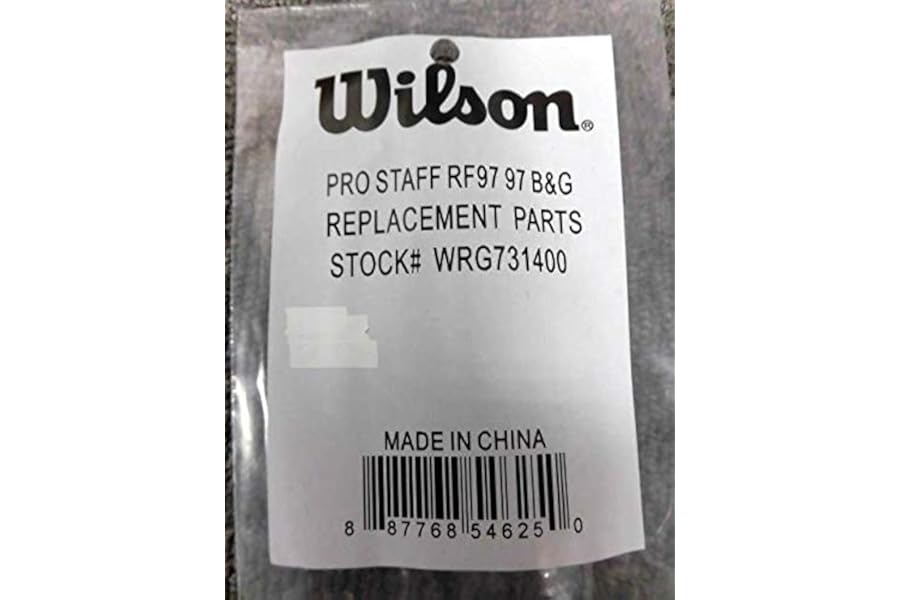 Wilson®
PRO STAFF RF97 97 B&G
REPLACEMENT PARTS
STOCK# WRG731400
MADE IN CHINA
8 87768 54625 0